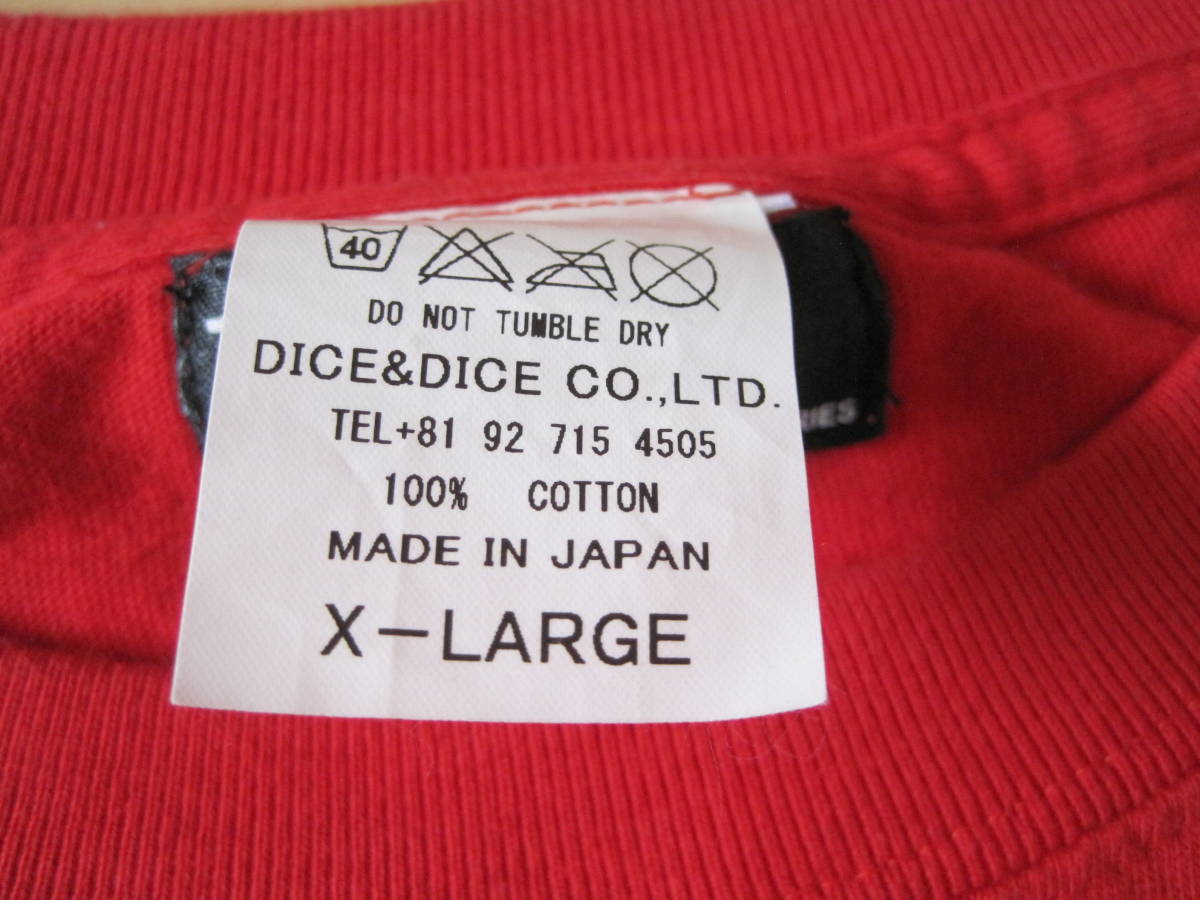 40
DO NOT TUMBLE DRY
DICE&DICE CO.,LTD.
TEL+81 92 715 4505
100% COTTON
MADE IN JAPAN
X-LARGE